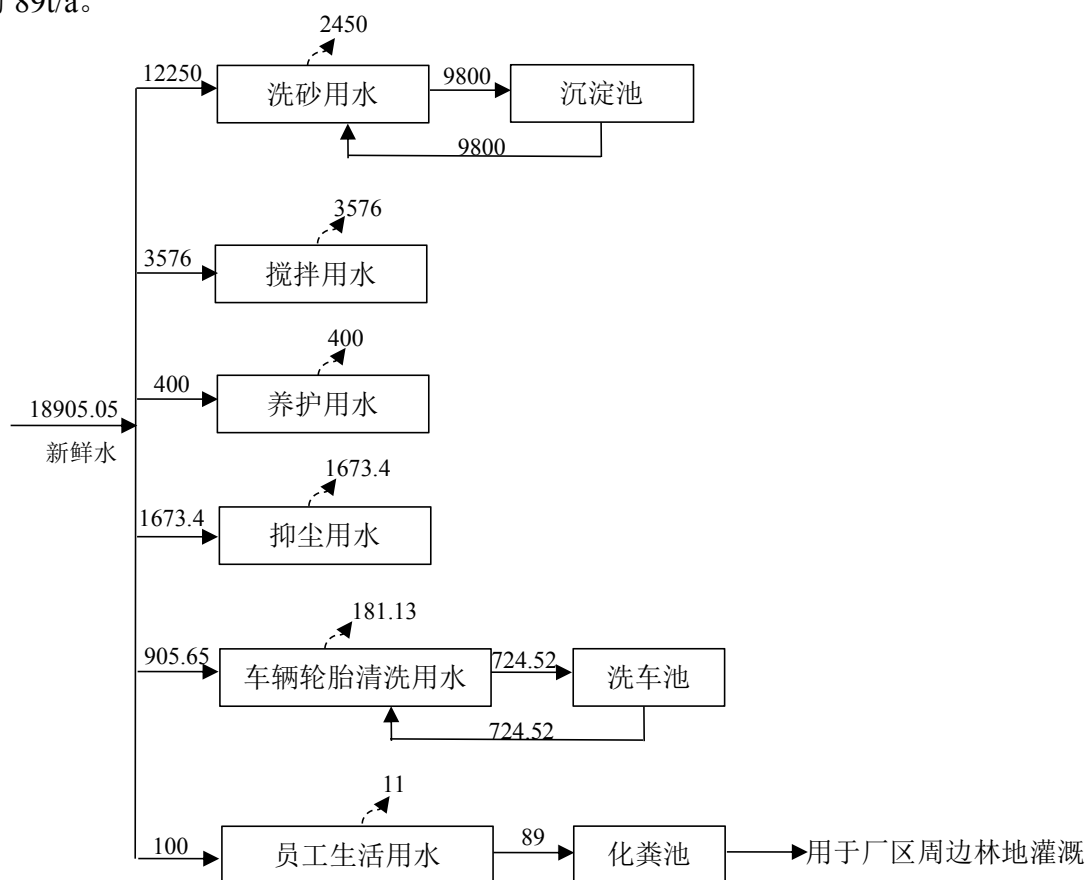 89t/a。
2450
12250
洗砂用水
9800
沉淀池
9800
3576
3576
搅拌用水
400
400
养护用水
18905.05
新鲜水
1673.4
1673.4
抑尘用水
181.13
905.65
车辆轮胎清洗用水
724.52
洗车池
724.52
11
100
员工生活用水
89
化粪池
用于厂区周边林地灌溉